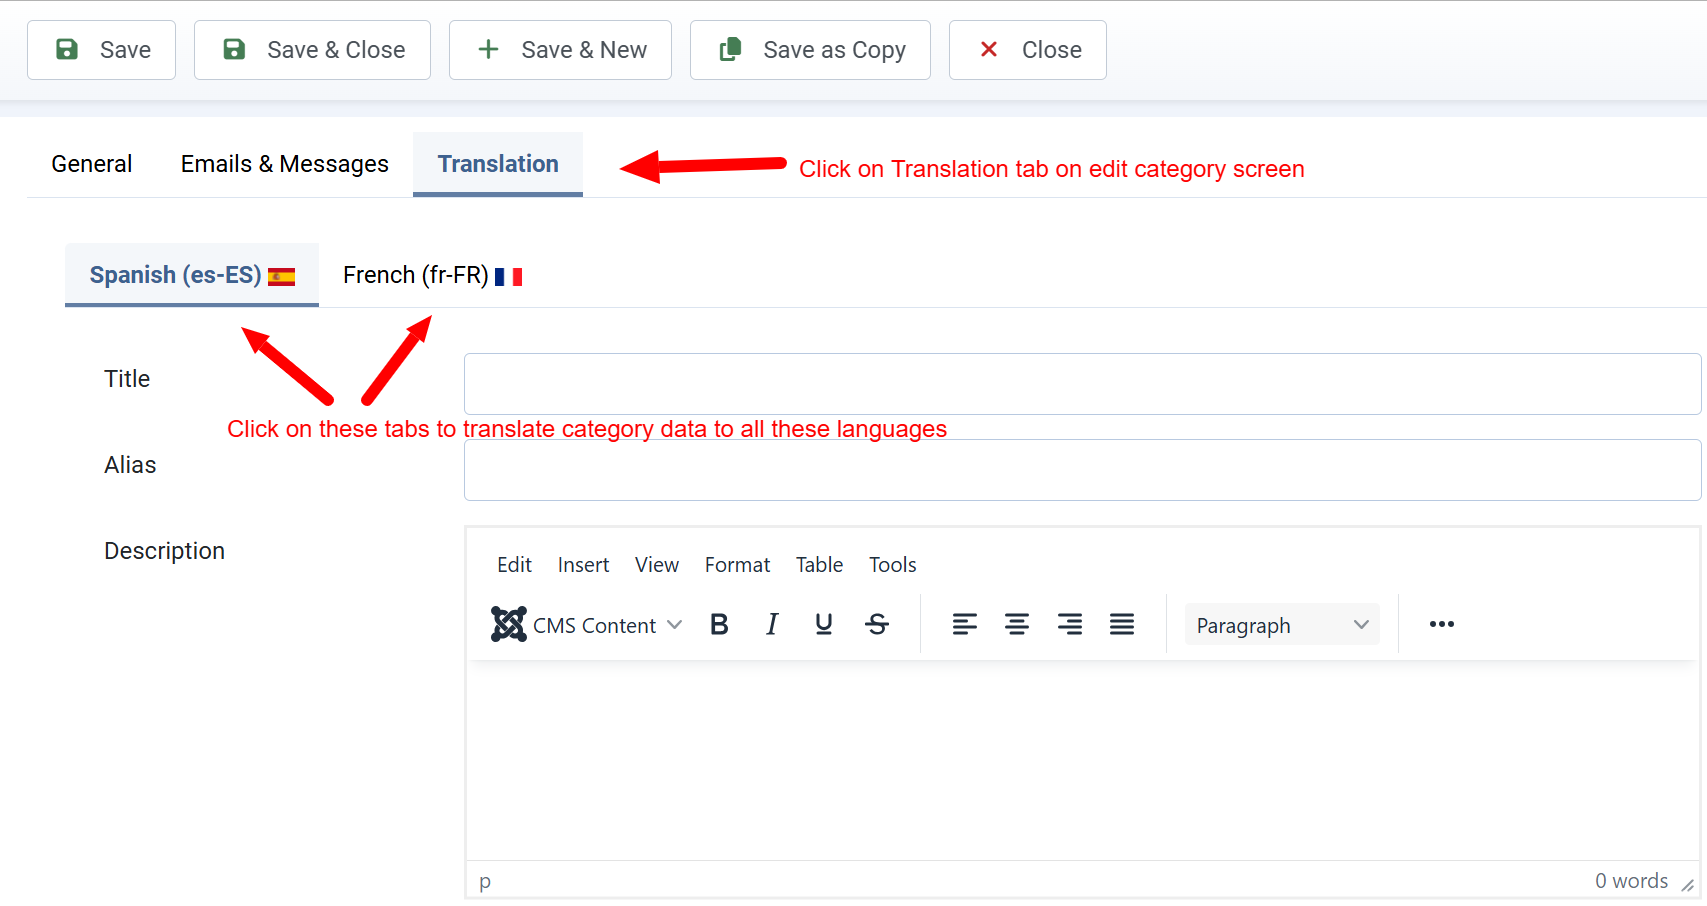 Save Save & Close Save & New Save as Copy Close
General Emails & Messages Translation Click on Translation tab on edit category screen
Spanish (es-ES) French (fr-FR)
Title
Click on these tabs to translate category data to all these languages
Alias
Description
Edit Insert View Format Table Tools
CMS Content B I U S Paragraph
p 0 words